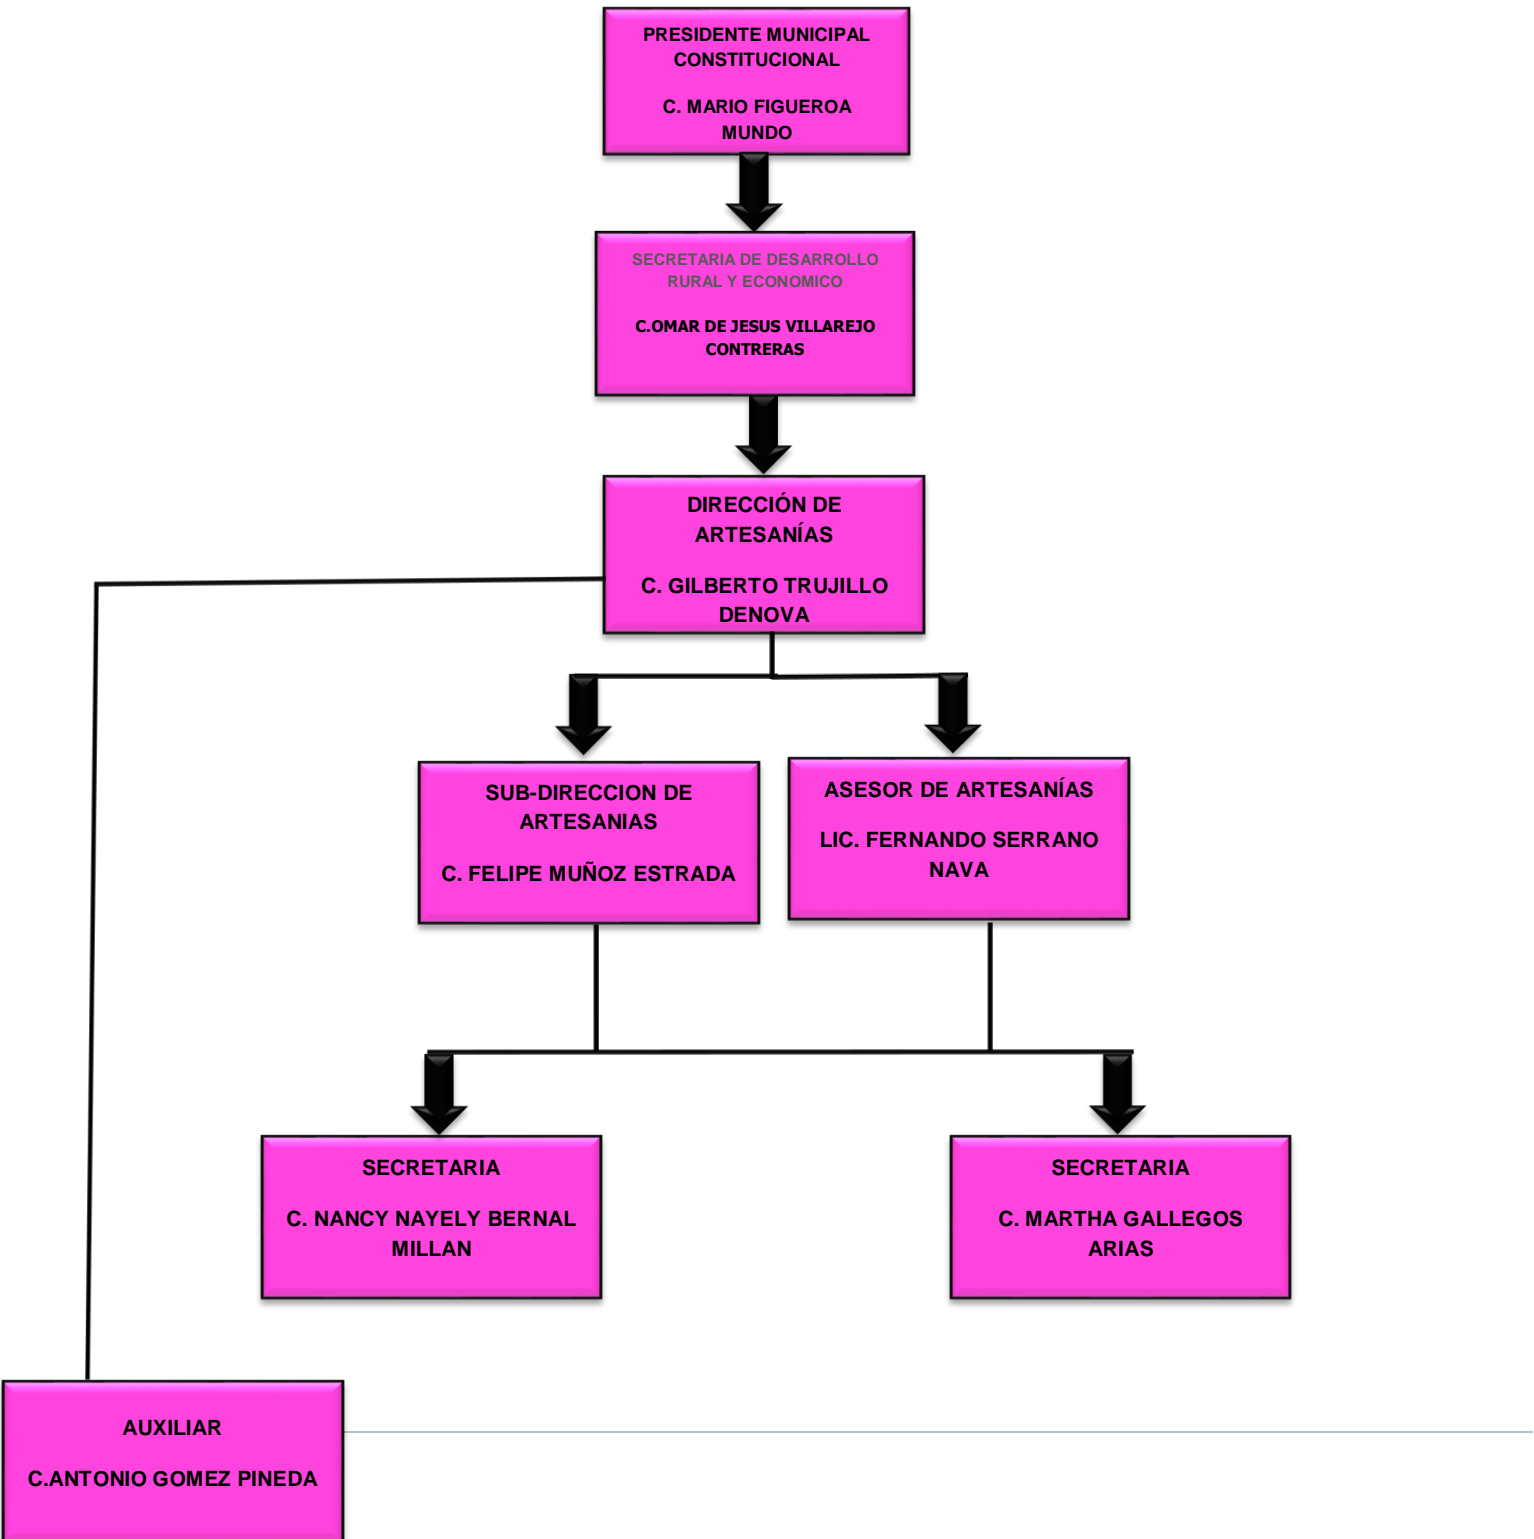 PRESIDENTE MUNICIPAL
CONSTITUCIONAL
C. MARIO FIGUEROA
MUNDO
SECRETARIA DE DESARROLLO
RURAL Y ECONOMICO
C.OMAR DE JESUS VILLAREJO
CONTRERAS
DIRECCIÓN DE
ARTESANÍAS
C. GILBERTO TRUJILLO
DENOVA
SUB-DIRECCION DE
ARTESANIAS
C. FELIPE MUÑOZ ESTRADA
ASESOR DE ARTESANÍAS
LIC. FERNANDO SERRANO
NAVA
SECRETARIA
C. NANCY NAYELY BERNAL
MILLAN
SECRETARIA
C. MARTHA GALLEGOS
ARIAS
AUXILIAR
C.ANTONIO GOMEZ PINEDA